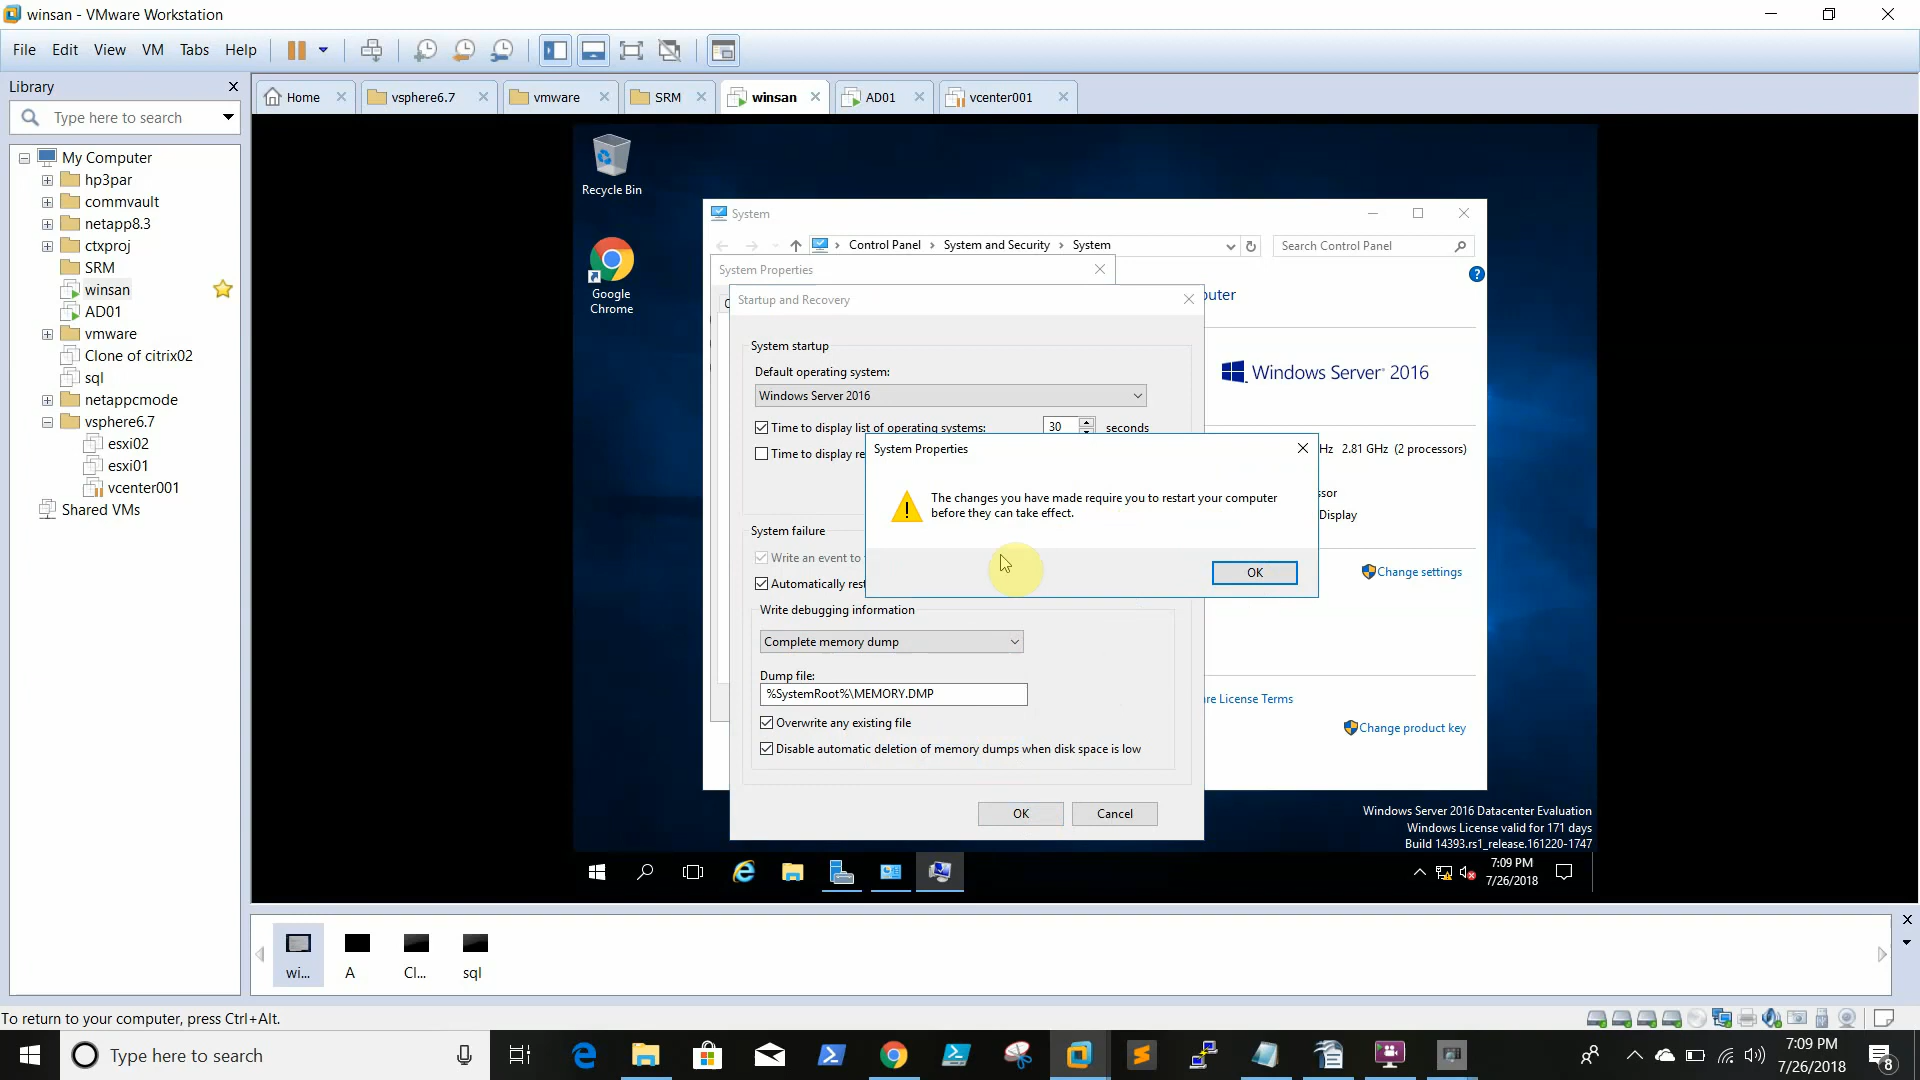 winsan - VMware Workstation
File Edit View VM Tabs Help
Library
Type here to search
My Computer
hp3par
commvault
netapp8.3
ctxproj
SRM
winsan
AD01
vmware
Clone of citrix02
sql
netappcmode
vsphere6.7
esxi02
esxi01
vcenter001
Shared VMs
Home vsphere6.7 vmware SRM winsan AD01 vcenter001
Recycle Bin
Google
Chrome
System
Control Panel System and Security System
Search Control Panel
System Properties
Startup and Recovery
System startup
Default operating system:
Windows Server 2016
Time to display list of operating systems: 30 seconds
Time to display re
System Properties
The changes you have made require you to restart your computer
before they can take effect.
OK
System failure
Write an event to
Automatically rest
Write debugging information
Complete memory dump
Dump file:
%SystemRoot%\MEMORY.DMP
Overwrite any existing file
Disable automatic deletion of memory dumps when disk space is low
OK Cancel
puter
Windows Server® 2016
Hz 2.81 GHz (2 processors)
ssor
Display
Change settings
are License Terms
Change product key
Windows Server 2016 Datacenter Evaluation
Windows License valid for 171 days
Build 14393.rs1_release.161220-1747
7:09 PM
7/26/2018
wi... A Cl... sql
To return to your computer, press Ctrl+Alt.
Type here to search
7:09 PM
7/26/2018
8